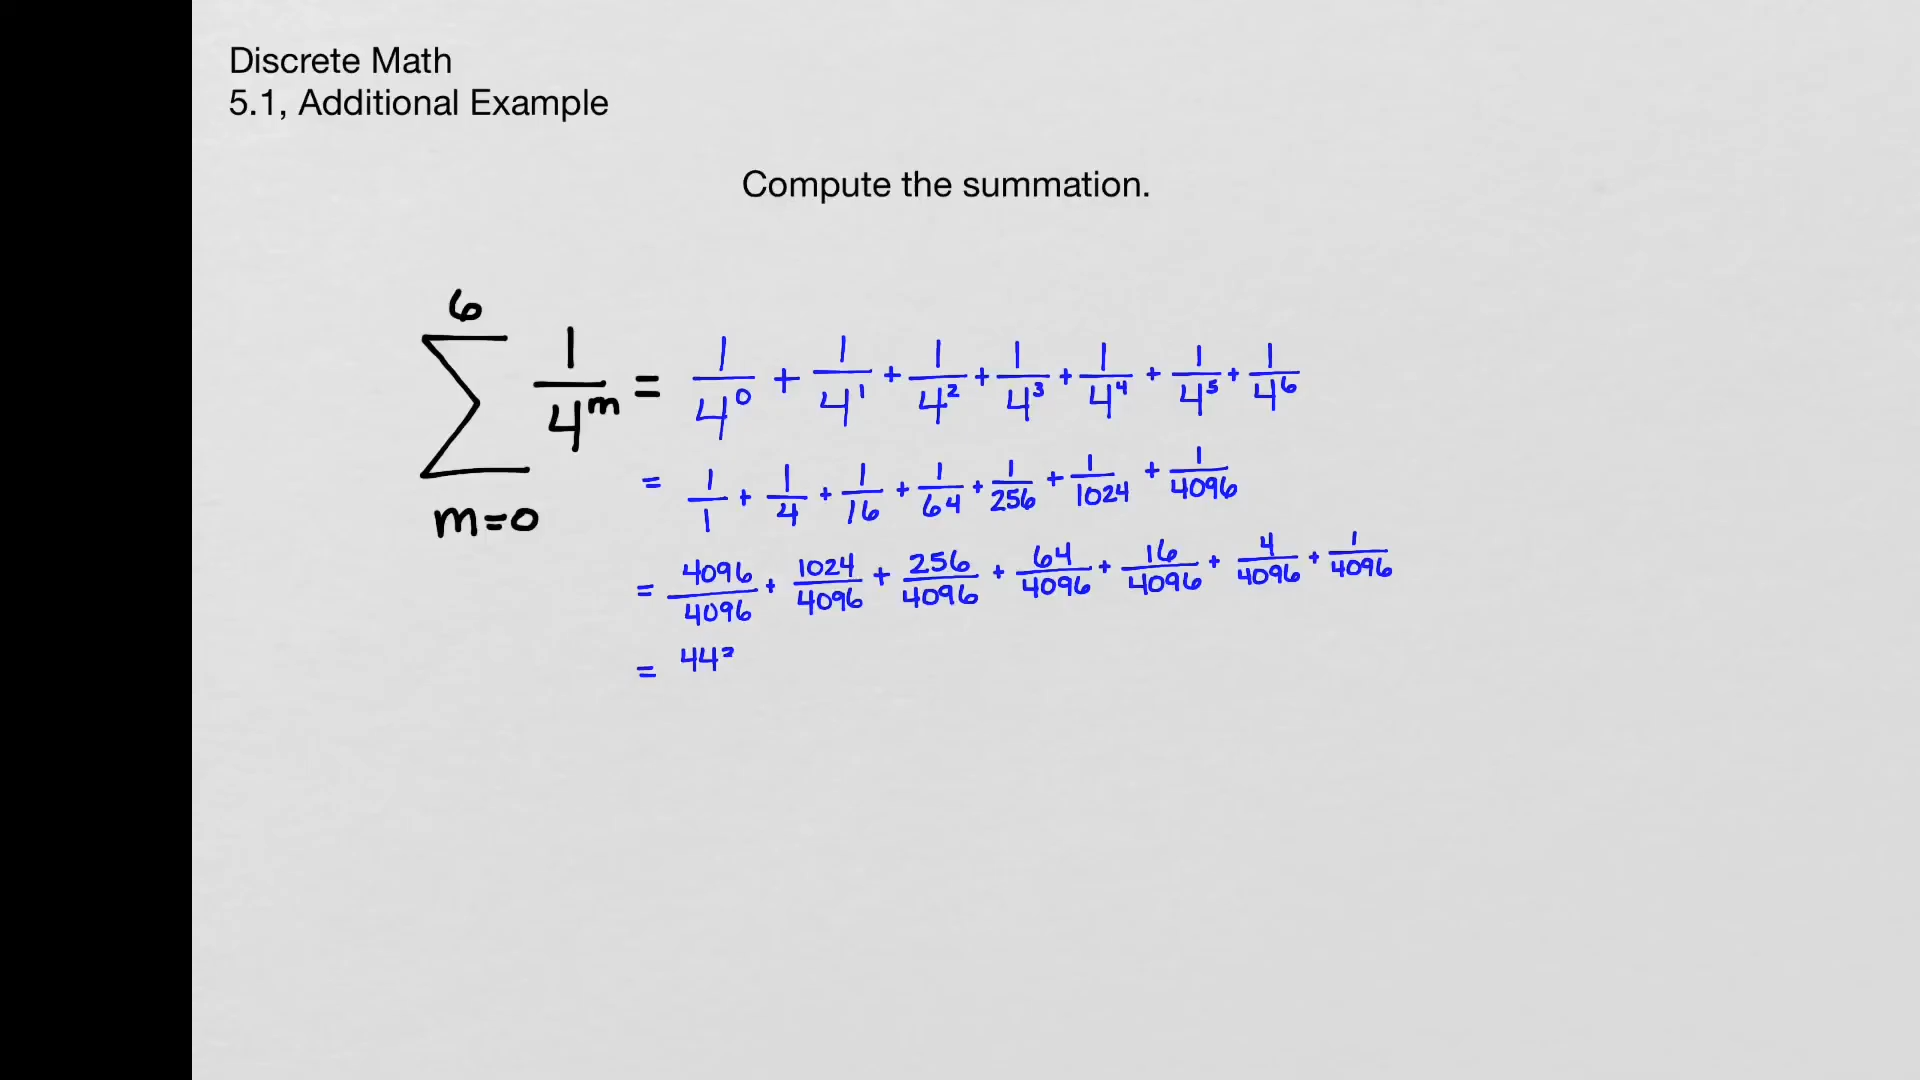 Discrete Math
5.1, Additional Example
Compute the summation.
6
∑ 1/4^m = 1/4^0 + 1/4^1 + 1/4^2 + 1/4^3 + 1/4^4 + 1/4^5 + 1/4^6
m=0
= 1/1 + 1/4 + 1/16 + 1/64 + 1/256 + 1/1024 + 1/4096
= 4096/4096 + 1024/4096 + 256/4096 + 64/4096 + 16/4096 + 4/4096 + 1/4096
= 44